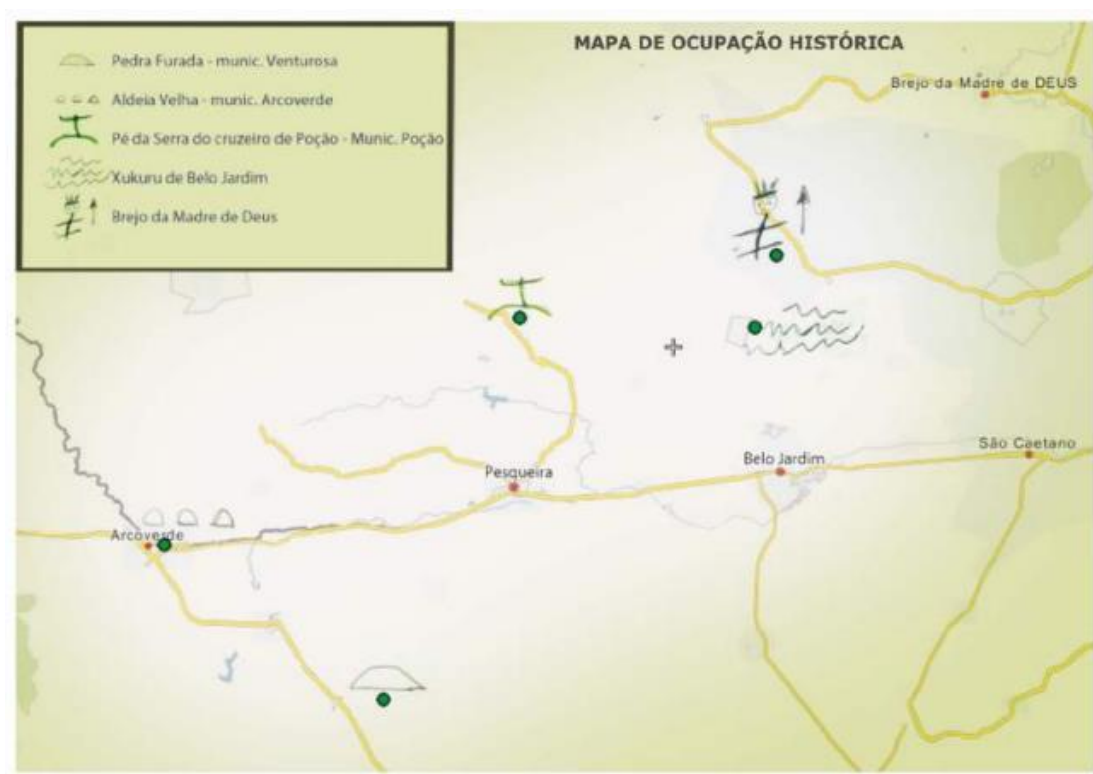 MAPA DE OCUPAÇÃO HISTÓRICA
Pedra Furada - munic. Venturosa
Aldeia Velha - munic. Arcoverde
Pé da Serra do cruzeiro de Poção - Munic. Poção
Xukuru de Belo Jardim
Brejo da Madre de Deus
Brejo da Madre de DEUS
São Caetano
Belo Jardim
Pesqueira
Arcoverde